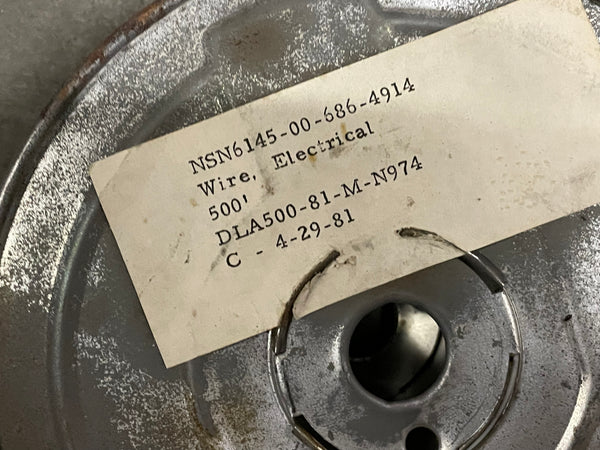 NSN6145-00-686-4914
Wire, Electrical
500'
DLA500-81-M-N974
C - 4-29-81